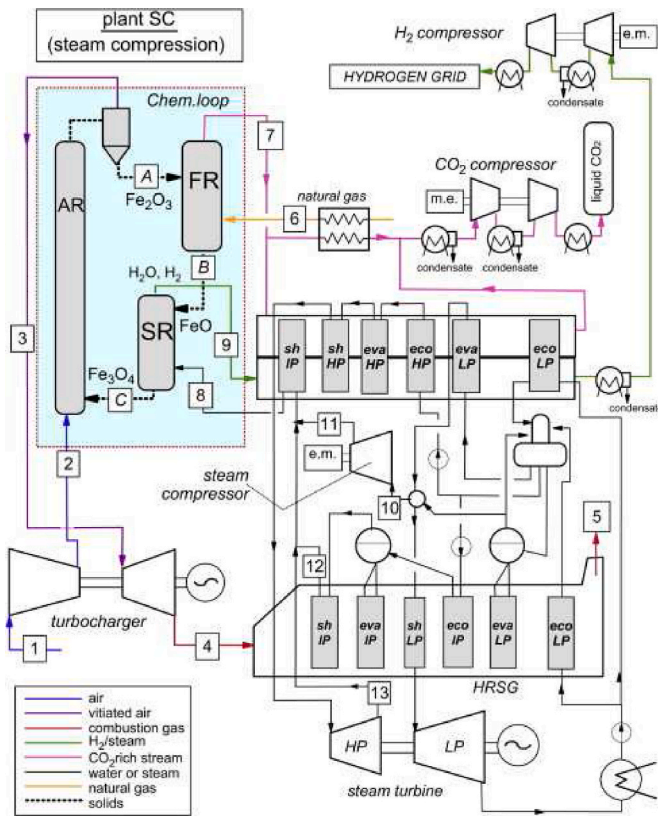 plant SC
(steam compression)
H₂ compressor
e.m.
HYDROGEN GRID
condensate
Chem.loop
7
CO₂ compressor
liquid CO₂
A
FR
natural gas
m.e.
AR
Fe₂O₃
6
condensate
condensate
B
H₂O, H₂
3
FeO
SR
9
sh IP
sh HP
eva HP
eco HP
eva LP
eco LP
Fe₃O₄
C
8
condensat
2
11
e.m.
steam
compressor
10
5
12
sh IP
eva IP
sh LP
eco IP
eva LP
eco LP
turbocharger
1
4
HRSG
13
air
vitiated air
combustion gas
H₂/steam
CO₂rich stream
water or steam
natural gas
solids
HP
LP
steam turbine